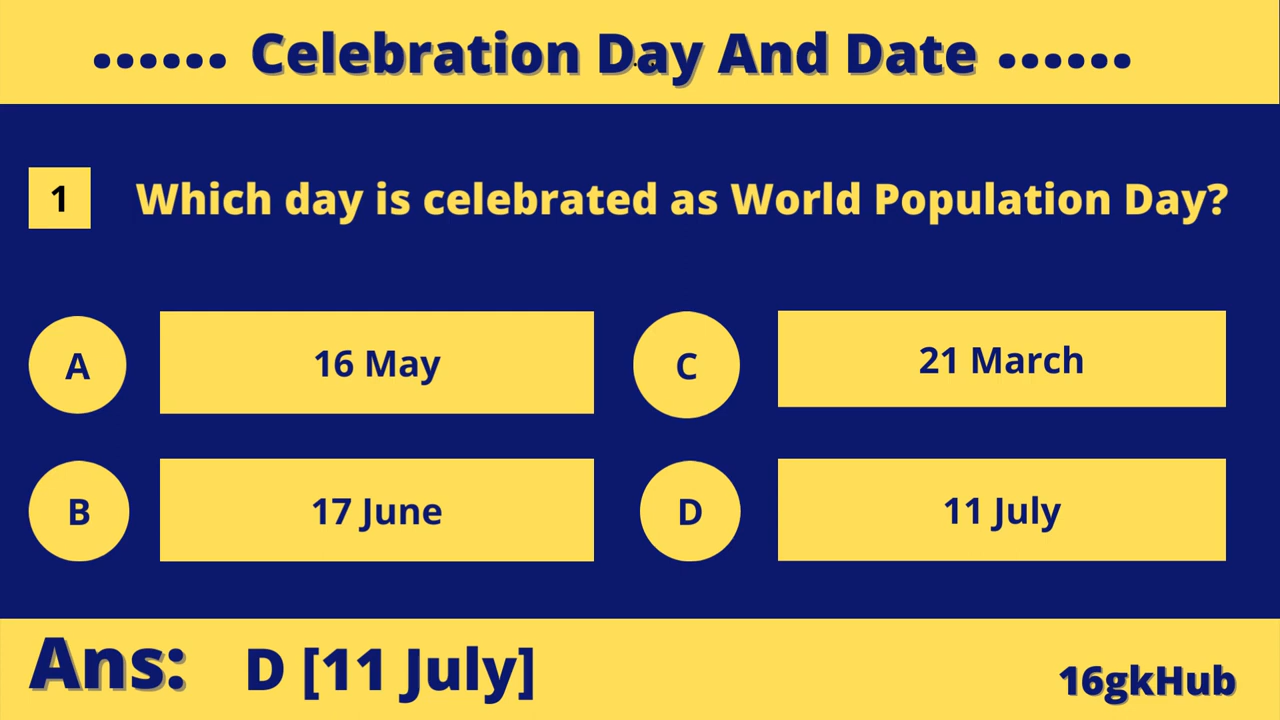 ...... Celebration Day And Date ......
1 Which day is celebrated as World Population Day?
A 16 May
B 17 June
C 21 March
D 11 July
Ans: D [11 July]
16gkHub